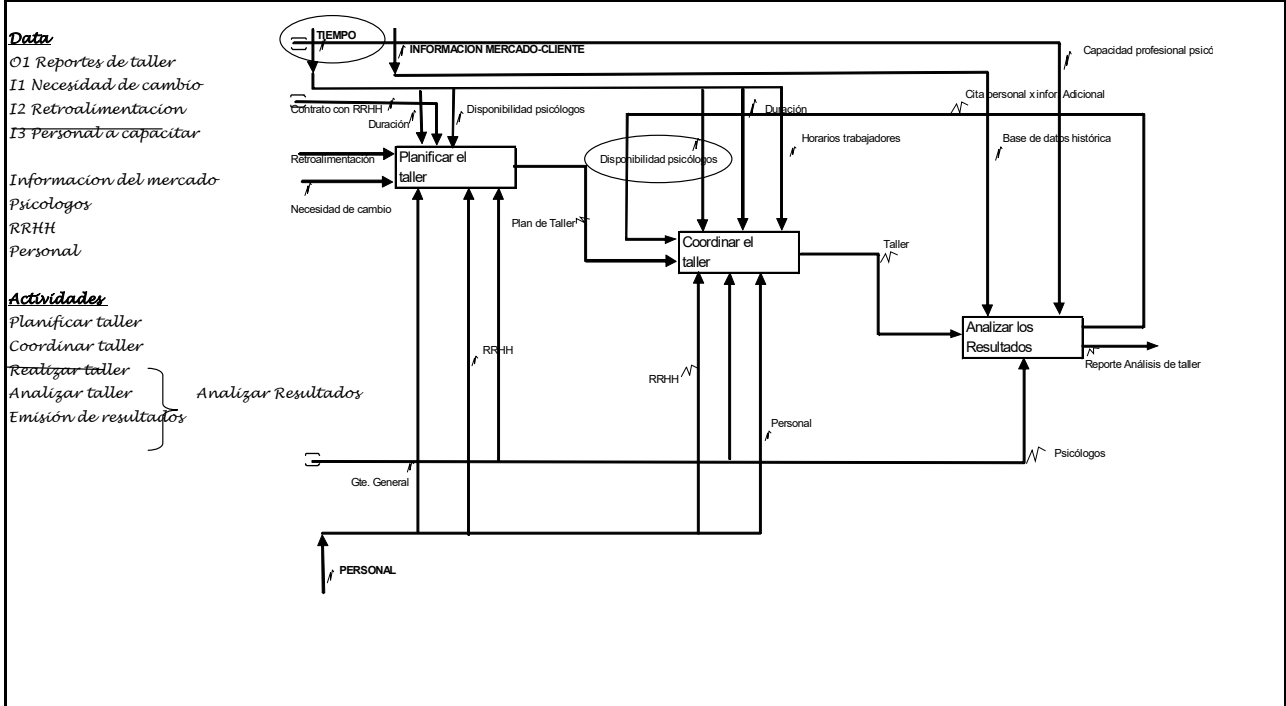 Data
O1 Reportes de taller
I1 Necesidad de cambio
I2 Retroalimentacion
I3 Personal a capacitar
Informacion del mercado
Psicologos
RRHH
Personal
Actividades
Planificar taller
Coordinar taller
Realizar taller
Analizar taller
Analizar Resultados
Emisión de resultados
TIEMPO
INFORMACION MERCADO-CLIENTE
Capacidad profesional psicó
Contrato con RRHH
Duración
Disponibilidad psicólogos
Duración
Cita personal x infor. Adicional
Horarios trabajadores
Base de datos histórica
Retroalimentación
Planificar el
taller
Disponibilidad psicólogos
Necesidad de cambio
Plan de Taller
Coordinar el
taller
Taller
Analizar los
Resultados
Reporte Análisis de taller
RRHH
RRHH
Personal
Psicólogos
Gte. General
PERSONAL